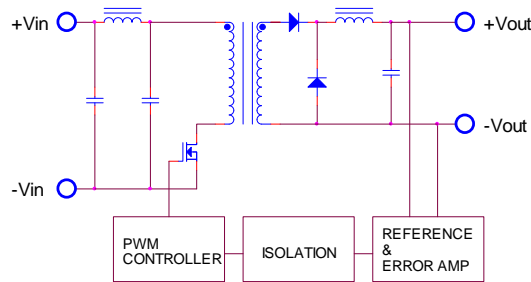 +Vin
+Vout
-Vout
-Vin
PWM
CONTROLLER
ISOLATION
REFERENCE
&
ERROR AMP